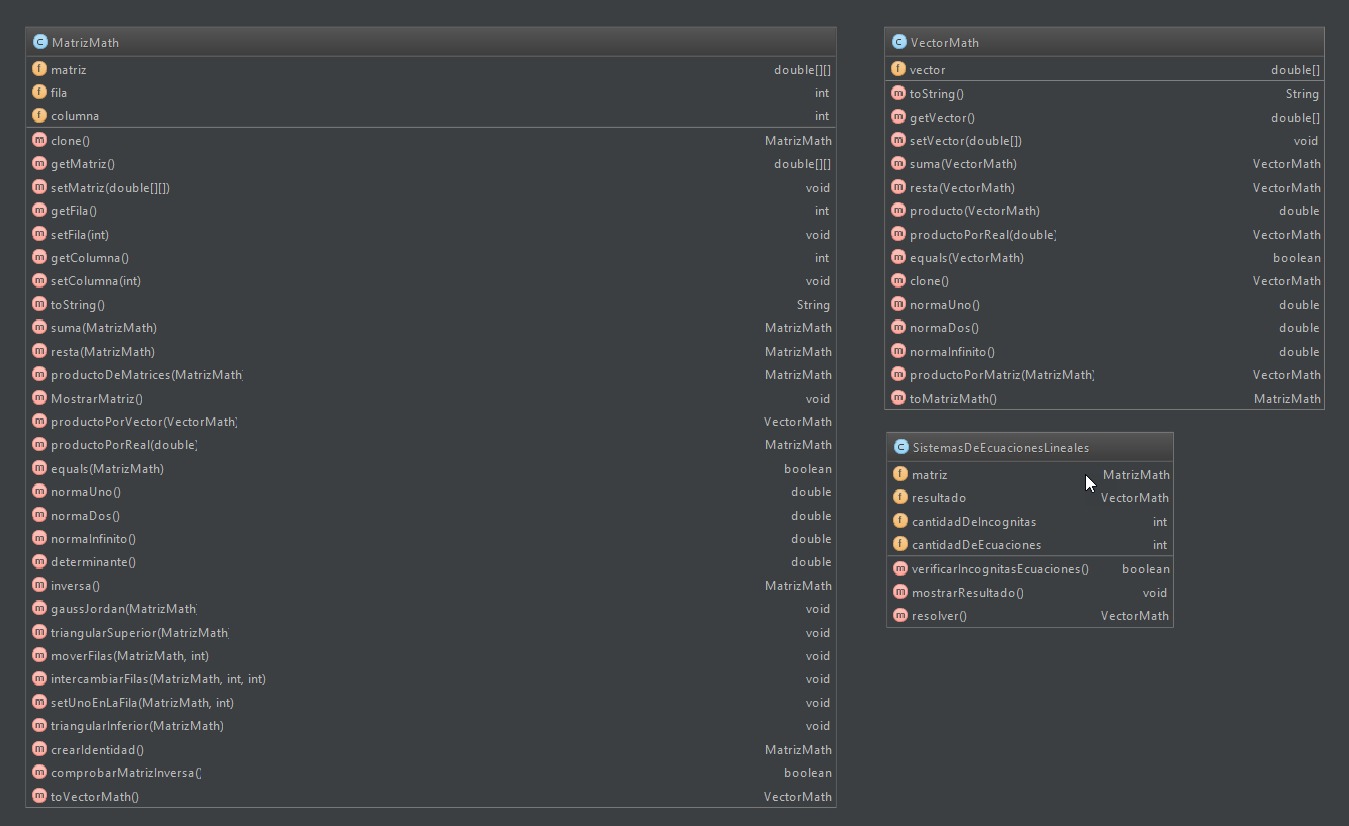 MatrizMath
matriz double[][]
fila int
columna int
clone() MatrizMath
getMatriz() double[][]
setMatriz(double[][]) void
getFila() int
setFila(int) void
getColumna() int
setColumna(int) void
toString() String
suma(MatrizMath) MatrizMath
resta(MatrizMath) MatrizMath
productoDeMatrices(MatrizMath) MatrizMath
MostrarMatriz() void
productoPorVector(VectorMath) VectorMath
productoPorReal(double) MatrizMath
equals(MatrizMath) boolean
normaUno() double
normaDos() double
normaInfinito() double
determinante() double
inversa() MatrizMath
gaussJordan(MatrizMath) void
triangularSuperior(MatrizMath) void
moverFilas(MatrizMath, int) void
intercambiarFilas(MatrizMath, int, int) void
setUnoEnLaFila(MatrizMath, int) void
triangularInferior(MatrizMath) void
crearIdentidad() MatrizMath
comprobarMatrizInversa() boolean
toVectorMath() VectorMath
VectorMath
vector double[]
toString() String
getVector() double[]
setVector(double[]) void
suma(VectorMath) VectorMath
resta(VectorMath) VectorMath
producto(VectorMath) double
productoPorReal(double) VectorMath
equals(VectorMath) boolean
clone() VectorMath
normaUno() double
normaDos() double
normaInfinito() double
productoPorMatriz(MatrizMath) VectorMath
toMatrizMath() MatrizMath
SistemasDeEcuacionesLineales
matriz MatrizMath
resultado VectorMath
cantidadDeIncognitas int
cantidadDeEcuaciones int
verificarIncognitasEcuaciones() boolean
mostrarResultado() void
resolver() VectorMath